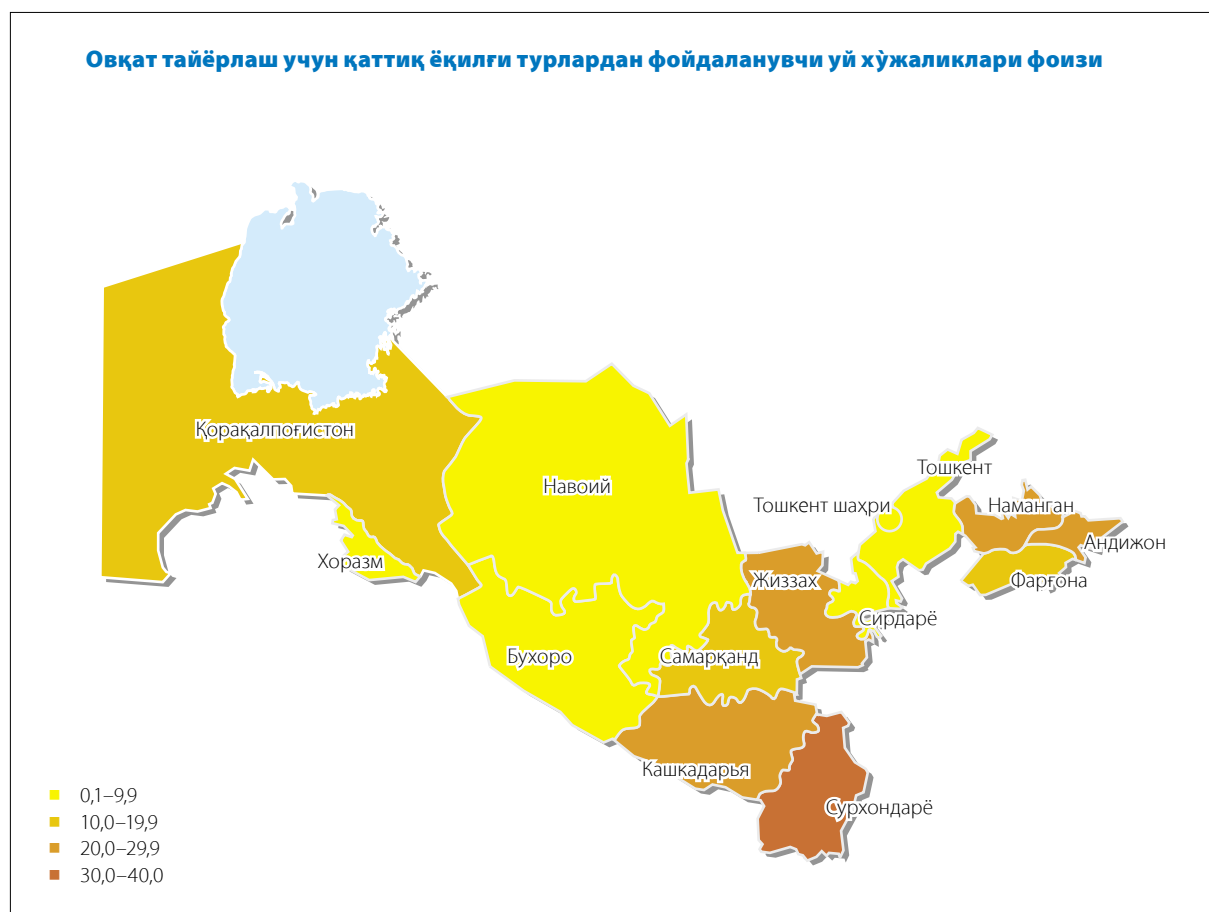 Овқат тайёрлаш учун қаттиқ ёқилғи турлардан фойдаланувчи уй хўжаликлари фоизи
Қорақалпоғистон
Навоий
Тошкент
Тошкент шаҳри
Наманган
Андижон
Хоразм
Жиззах
Фарғона
Сирдарё
Бухоро
Самарқанд
Кашкадарья
Сурхондарё
0,1–9,9
10,0–19,9
20,0–29,9
30,0–40,0